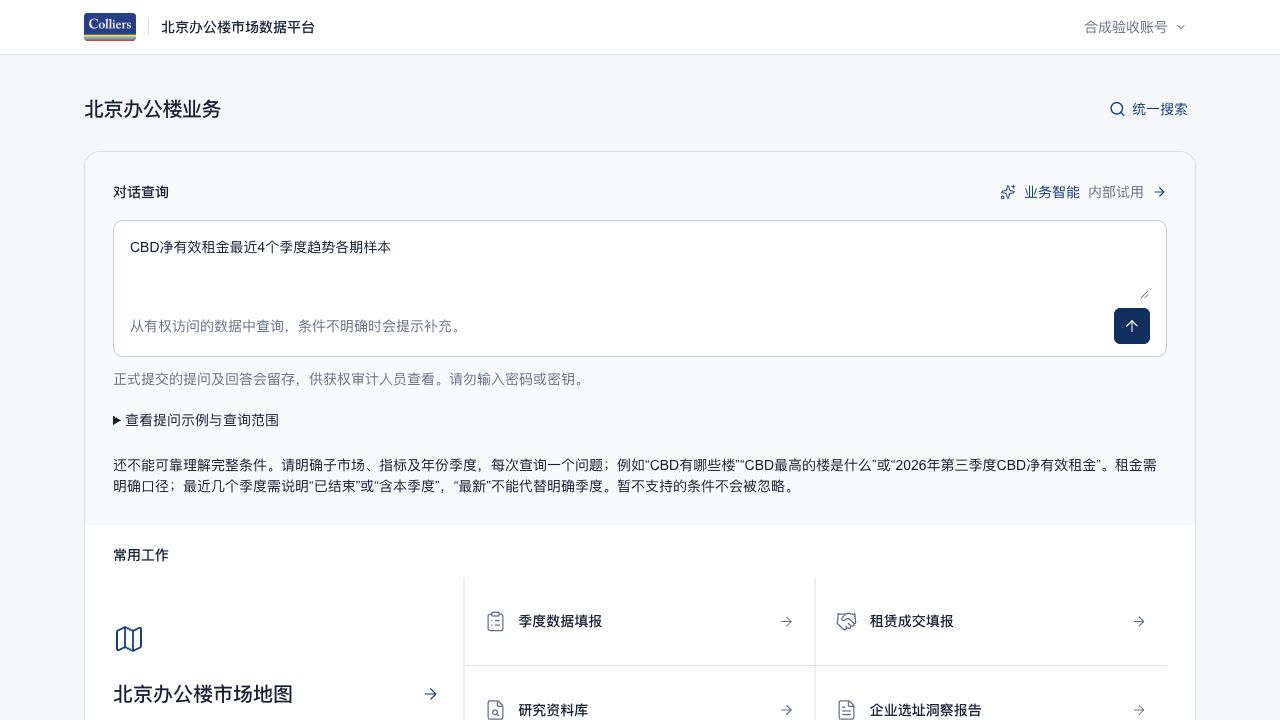 Colliers 北京办公楼市场数据平台 合成验收账号
北京办公楼业务 统一搜索
对话查询 业务智能 内部试用
CBD净有效租金最近4个季度趋势各期样本
从有权访问的数据中查询，条件不明确时会提示补充。
正式提交的提问及回答会留存，供获权审计人员查看。请勿输入密码或密钥。
查看提问示例与查询范围
还不能可靠理解完整条件。请明确子市场、指标及年份季度，每次查询一个问题；例如“CBD有哪些楼”“CBD最高的楼是什么”或“2026年第三季度CBD净有效租金”。租金需
明确口径；最近几个季度需说明“已结束”或“含本季度”，“最新”不能代替明确季度。暂不支持的条件不会被忽略。
常用工作
季度数据填报 租赁成交填报
北京办公楼市场地图
研究资料库 企业选址洞察报告